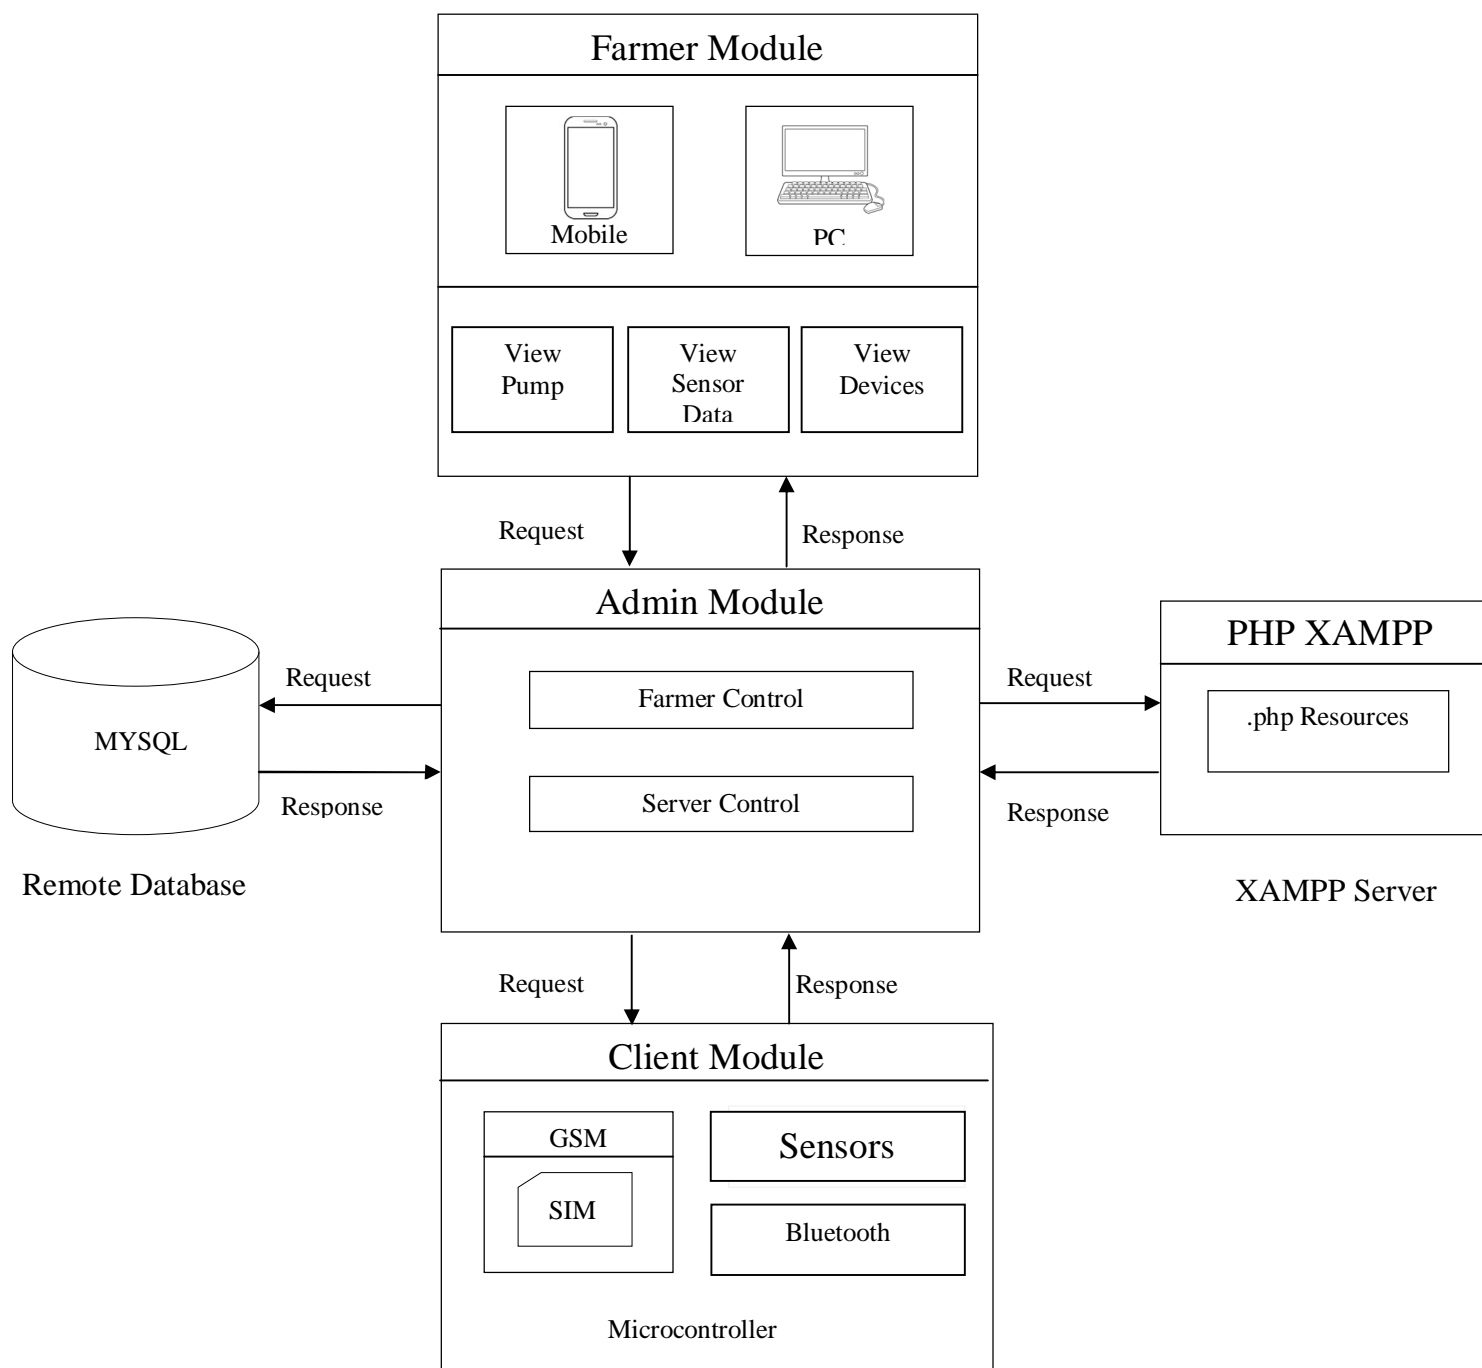 Farmer Module
Mobile
PC
View
Pump
View
Sensor
Data
View
Devices
Request
Response
Admin Module
Farmer Control
Server Control
Request
Response
MYSQL
Remote Database
Request
Response
PHP XAMPP
.php Resources
XAMPP Server
Request
Response
Client Module
GSM
SIM
Sensors
Bluetooth
Microcontroller